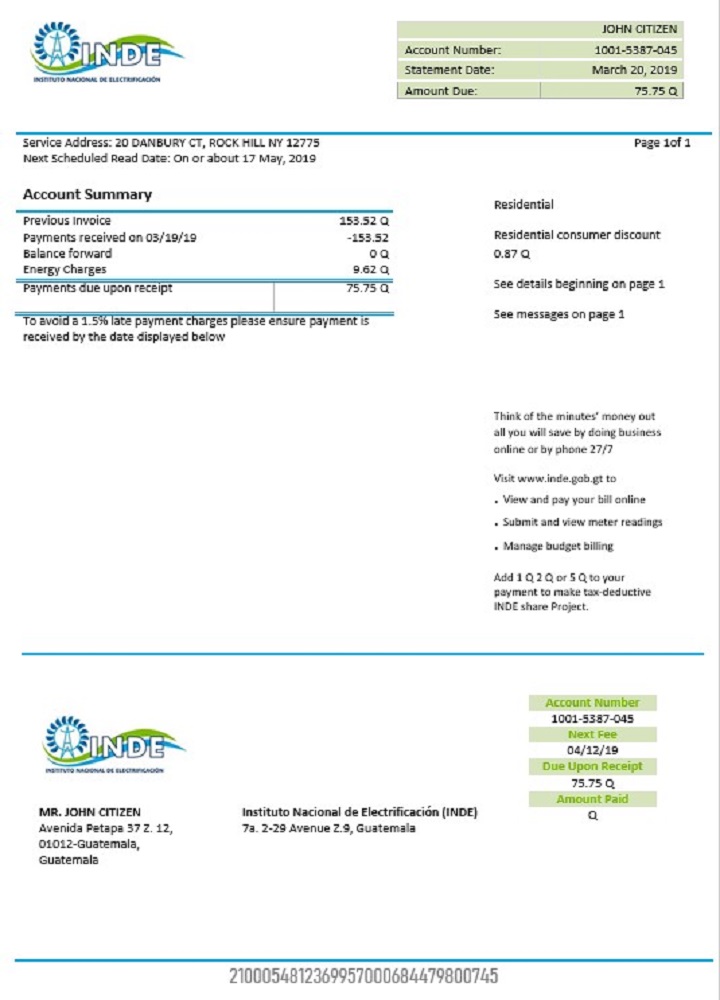 INDE
INSTITUTO NACIONAL DE ELECTRIFICACIÓN
JOHN CITIZEN
Account Number: 1001-5387-045
Statement Date: March 20, 2019
Amount Due: 75.75 Q
Service Address: 20 DANBURY CT, ROCK HILL NY 12775
Page 1of 1
Next Scheduled Read Date: On or about 17 May, 2019
Account Summary
Previous Invoice 153.52 Q
Payments received on 03/19/19 -153.52
Balance forward 0 Q
Energy Charges 9.62 Q
Payments due upon receipt 75.75 Q
To avoid a 1.5% late payment charges please ensure payment is
received by the date displayed below
Residential
Residential consumer discount
0.87 Q
See details beginning on page 1
See messages on page 1
Think of the minutes' money out
all you will save by doing business
online or by phone 27/7
Visit www.inde.gob.gt to
• View and pay your bill online
• Submit and view meter readings
• Manage budget billing
Add 1 Q 2 Q or 5 Q to your
payment to make tax-deductive
INDE share Project.
INDE
INSTITUTO NACIONAL DE ELECTRIFICACIÓN
Account Number
1001-5387-045
Next Fee
04/12/19
Due Upon Receipt
75.75 Q
Amount Paid
Q
MR. JOHN CITIZEN
Avenida Petapa 37 Z. 12,
01012-Guatemala,
Guatemala
Instituto Nacional de Electrificación (INDE)
7a. 2-29 Avenue Z.9, Guatemala
2100054812369957000684479800745